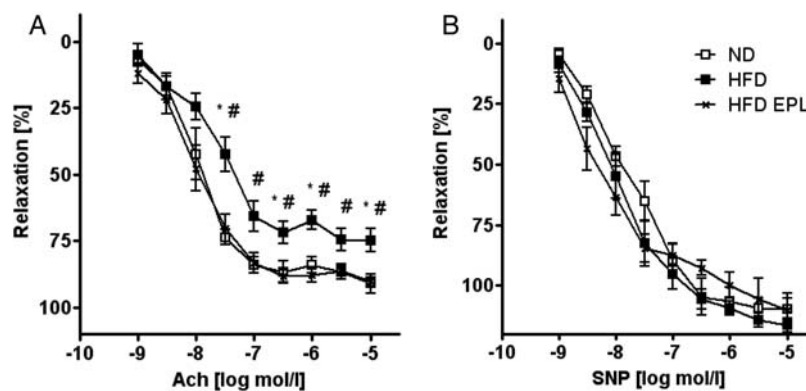 A
Relaxation [%]
0
25
50
75
100
* #
#
* #
* #
#
* #
-10 -9 -8 -7 -6 -5
Ach [log mol/l]
B
Relaxation [%]
0
25
50
75
100
ND
HFD
HFD EPL
-10 -9 -8 -7 -6 -5
SNP [log mol/l]